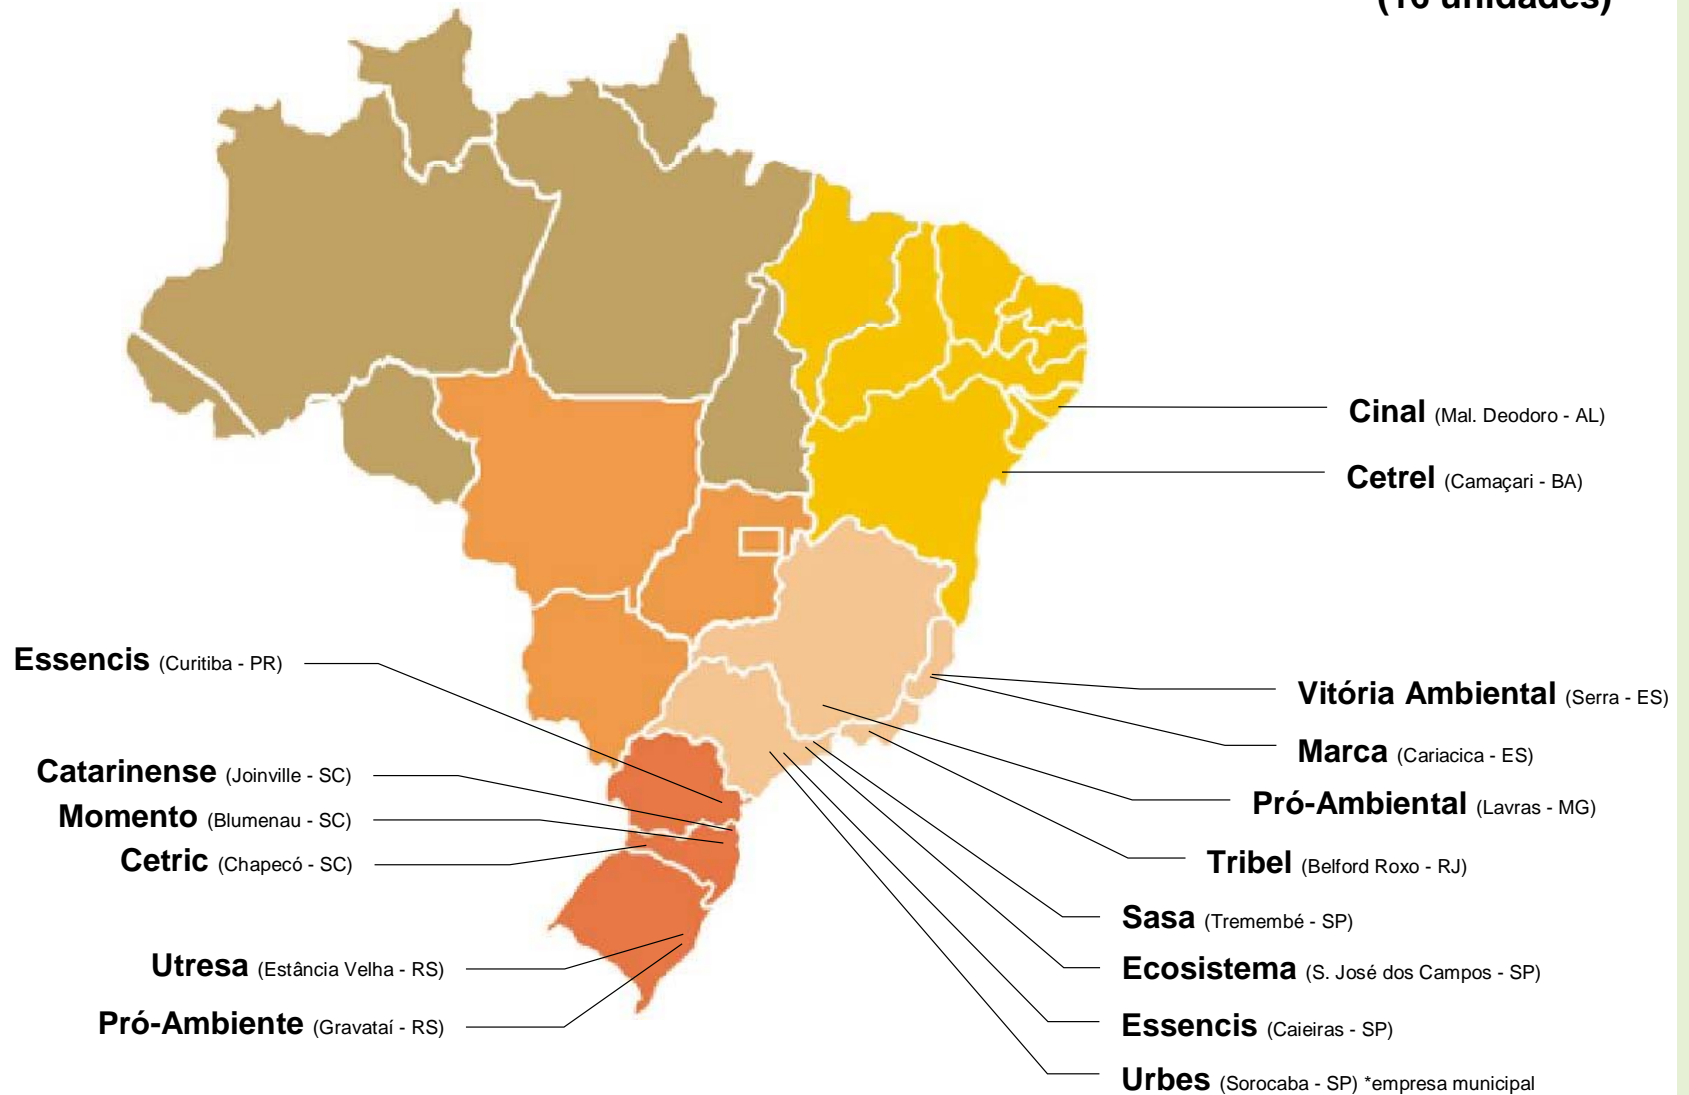 (16 unidades)
Cinal (Mal. Deodoro - AL)
Cetrel (Camaçari - BA)
Essencis (Curitiba - PR)
Vitória Ambiental (Serra - ES)
Marca (Cariacica - ES)
Catarinense (Joinville - SC)
Pró-Ambiental (Lavras - MG)
Momento (Blumenau - SC)
Cetric (Chapecó - SC)
Tribel (Belford Roxo - RJ)
Sasa (Tremembé - SP)
Utresa (Estância Velha - RS)
Ecosistema (S. José dos Campos - SP)
Pró-Ambiente (Gravataí - RS)
Essencis (Caieiras - SP)
Urbes (Sorocaba - SP) *empresa municipal